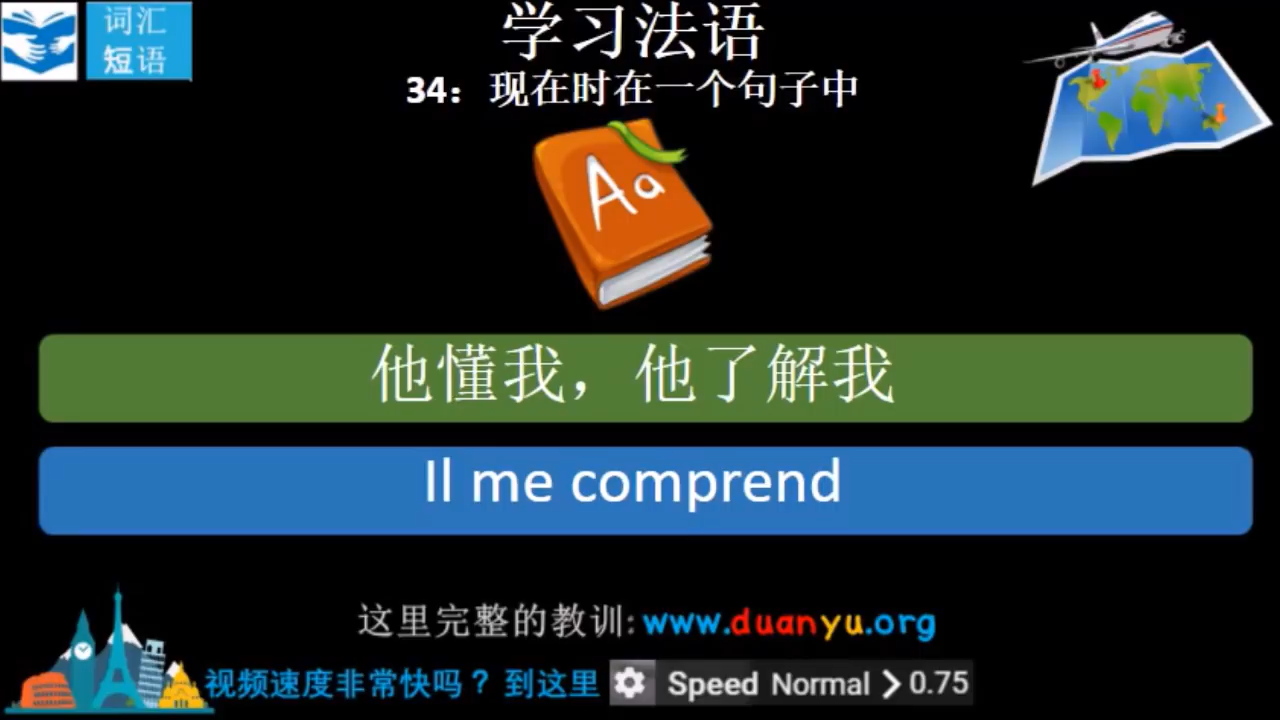 词汇
短语
学习法语
34：现在时在一个句子中
Aa
他懂我，他了解我
Il me comprend
这里完整的教训: www.duanyu.org
视频速度非常快吗？ 到这里 Speed Normal > 0.75